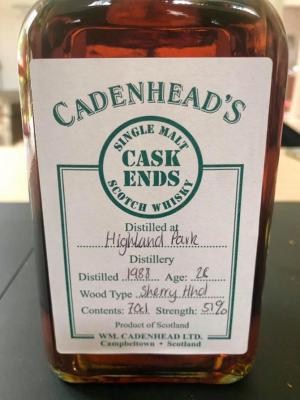 CADENHEAD'S
SINGLE MALT
CASK
ENDS
SCOTCH WHISKY
Distilled at
Highland Park
Distillery
Distilled 1988 Age: 28
Wood Type Sherry Hhd
Contents: 70cl Strength: 51%
Product of Scotland
WM. CADENHEAD LTD.
Campbeltown • Scotland